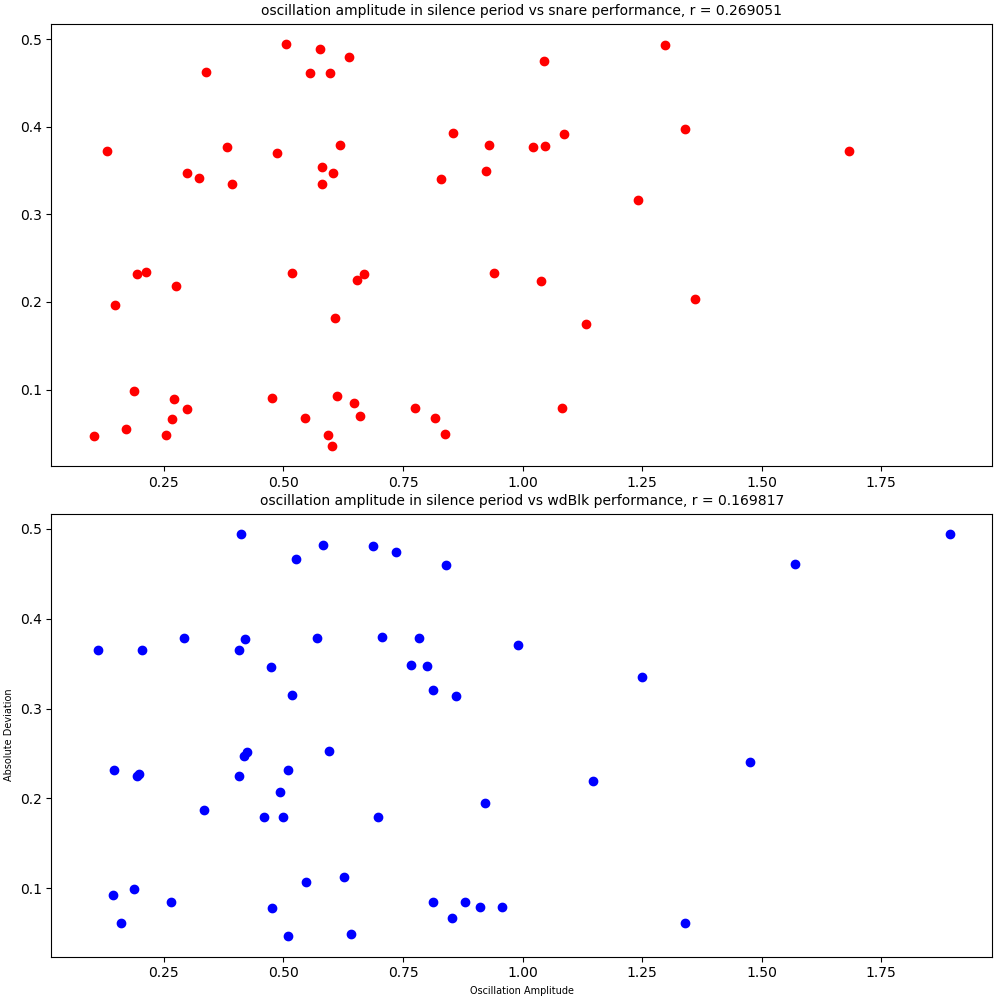 oscillation amplitude in silence period vs snare performance, r = 0.269051
0.5
0.4
0.3
0.2
0.1
0.25 0.50 0.75 1.00 1.25 1.50 1.75
oscillation amplitude in silence period vs wdBlk performance, r = 0.169817
Absolute Deviation
0.5
0.4
0.3
0.2
0.1
0.25 0.50 0.75 1.00 1.25 1.50 1.75
Oscillation Amplitude